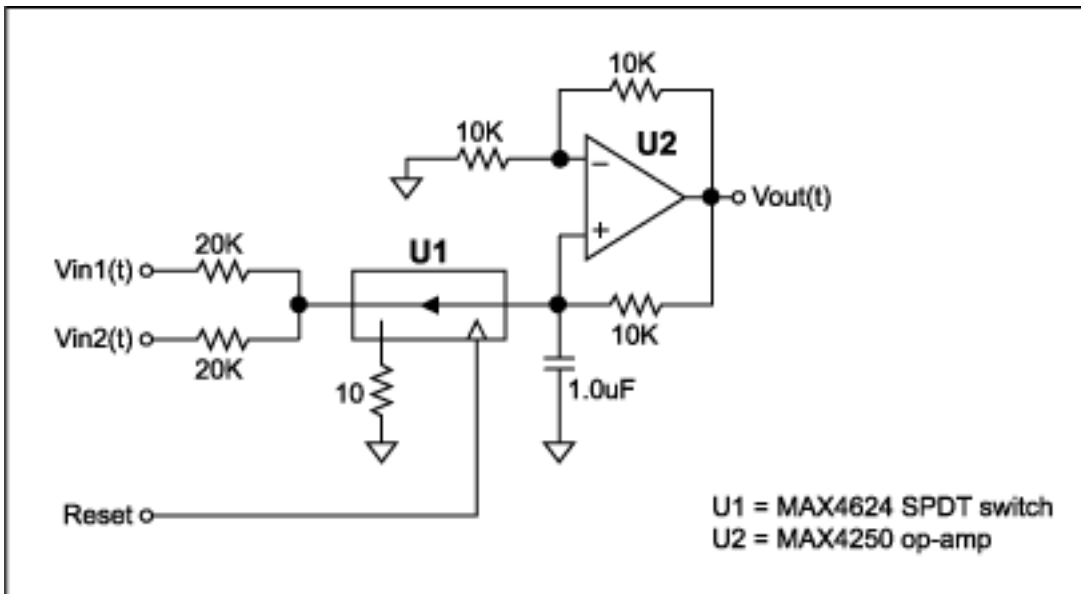 10K
10K
U2
−
+
Vout(t)
U1
20K
Vin1(t)
Vin2(t)
20K
10K
10
1.0uF
Reset
U1 = MAX4624 SPDT switch
U2 = MAX4250 op-amp